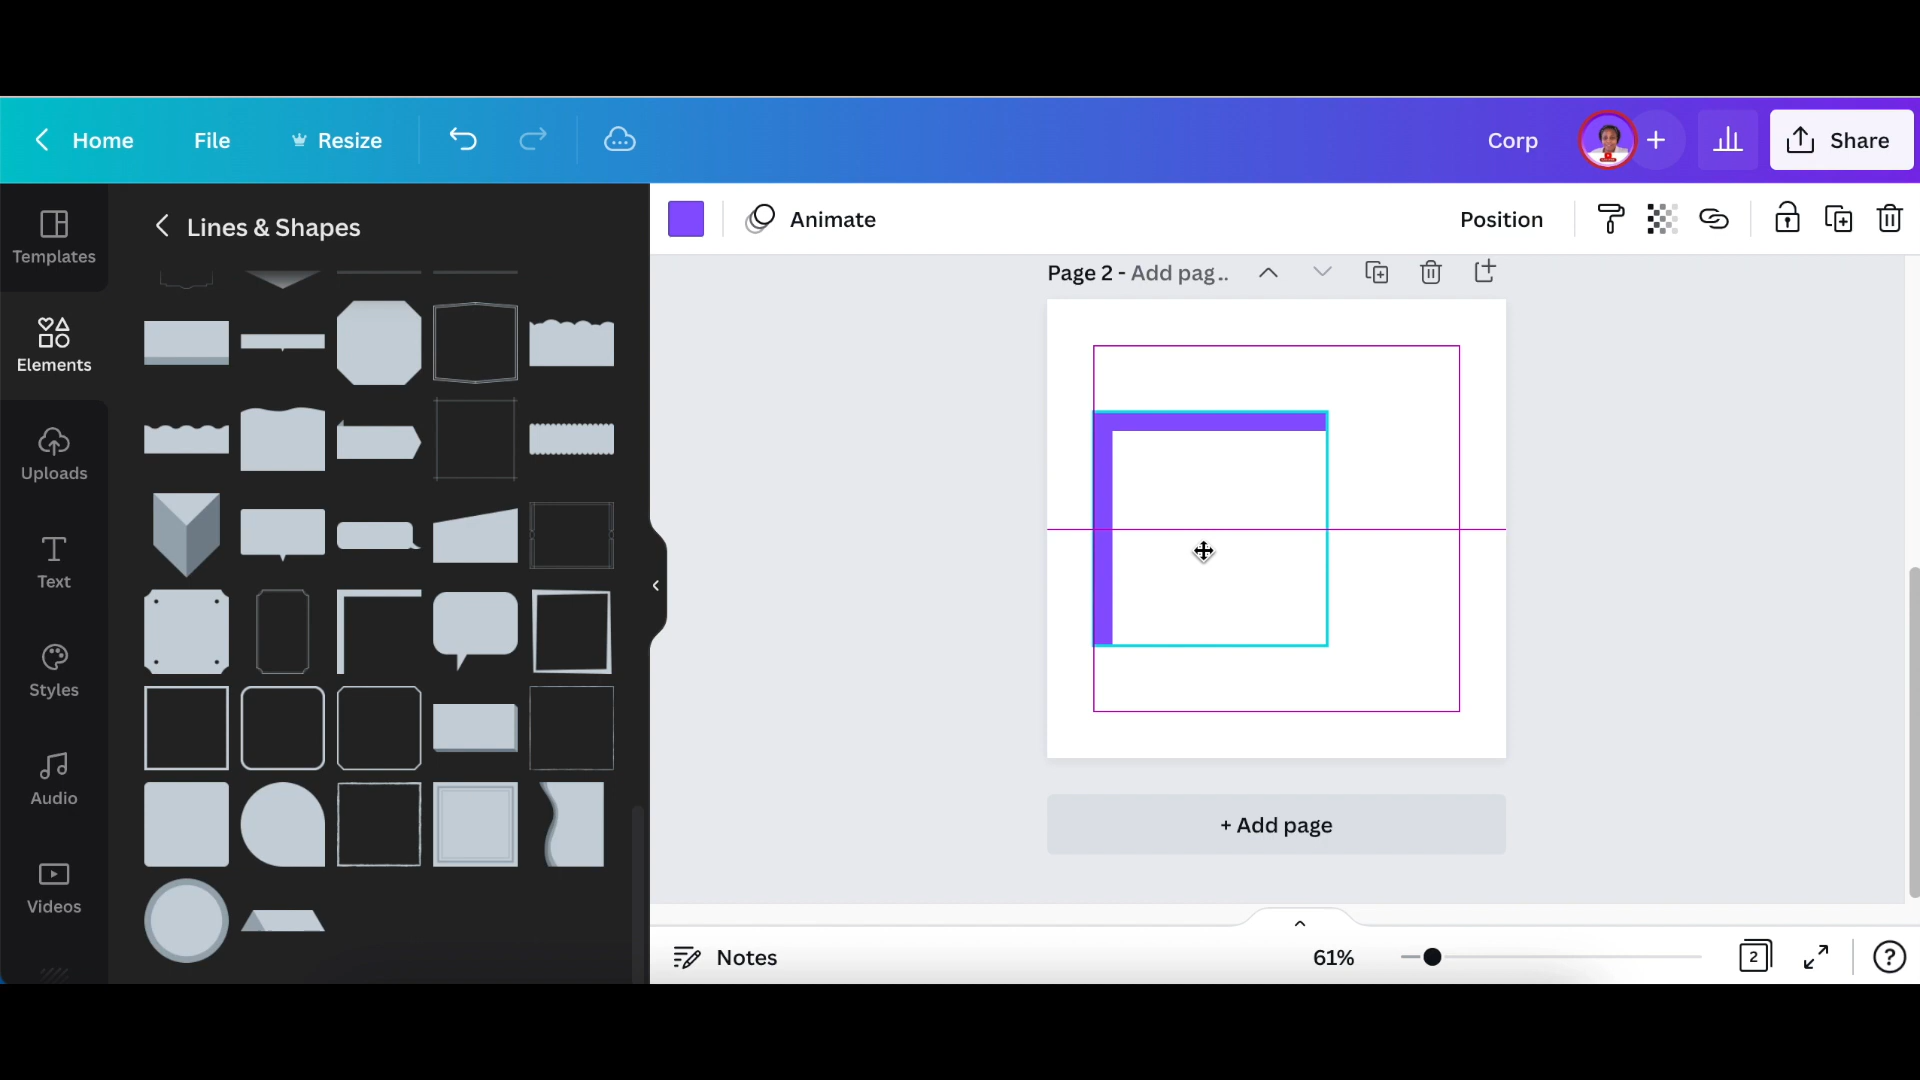 Home File Resize Corp + Share
Templates
Lines & Shapes
Animate
Position
Page 2 - Add pag...
Elements
Uploads
Text
Styles
Audio
+ Add page
Videos
Notes
61%
2
?